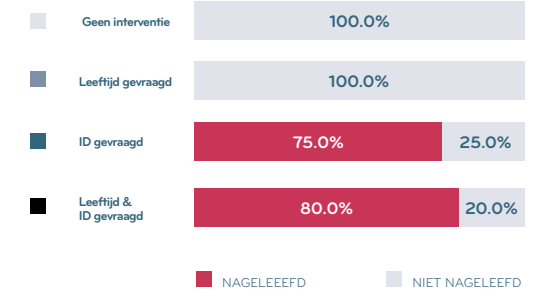 Geen interventie 100.0%
Leeftijd gevraagd 100.0%
ID gevraagd 75.0% 25.0%
Leeftijd &
ID gevraagd 80.0% 20.0%
NAGELEEEFD NIET NAGELEEFD